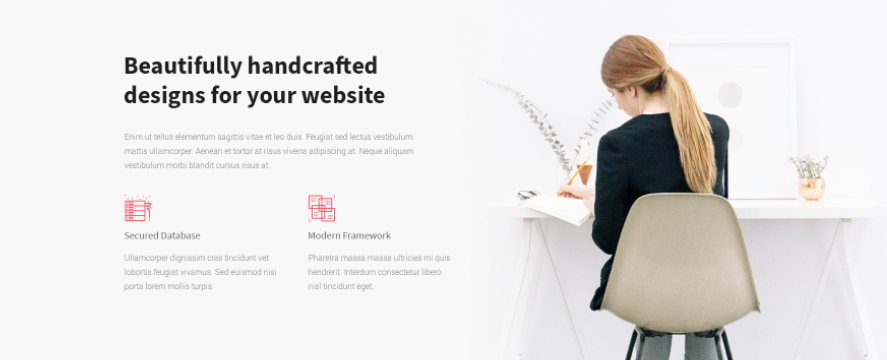 Beautifully handcrafted
designs for your website
Enim ut tellus elementum sagittis vitae et leo duis. Feugiat sed lectus vestibulum
mattis ullamcorper. Aenean et tortor at risus viverra adipiscing at. Neque aliquam
vestibulum morbi blandit cursus risus at.
Secured Database
Ullamcorper dignissim cras tincidunt vet
lobortis feugiat vivamus. Sed euismod nisi
porta lorem mollis turpis.
Modern Framework
Pharetra massa massa ultricies mi quis
hendrerit. Interdum consectetur libero
nisl tincidunt eget.